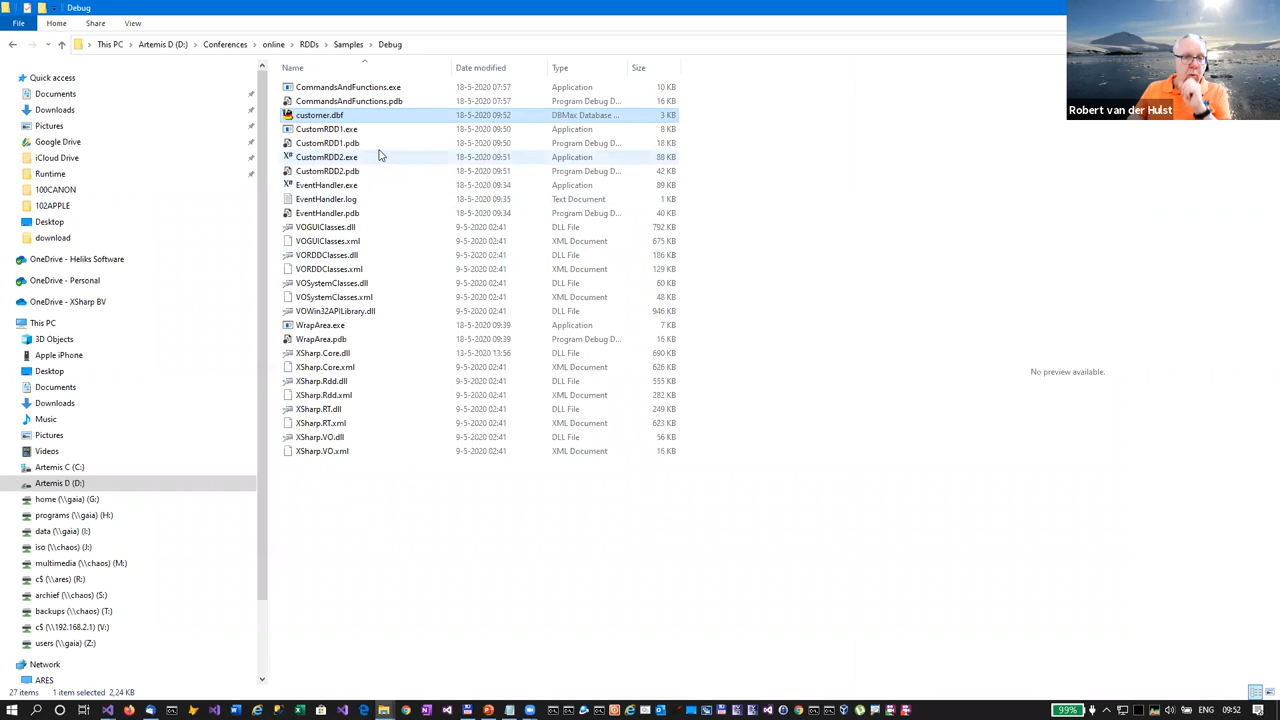 Debug
File Home Share View
This PC Artemis D (D:) Conferences online RDDs Samples Debug
Robert van der Hulst
Quick access
Documents
Downloads
Pictures
Google Drive
iCloud Drive
Runtime
100CANON
102APPLE
Desktop
download
OneDrive - Heliks Software
OneDrive - Personal
OneDrive - XSharp BV
This PC
3D Objects
Apple iPhone
Desktop
Documents
Downloads
Music
Pictures
Videos
Artemis C (C:)
Artemis D (D:)
home (\\gaia) (G:)
programs (\\gaia) (H:)
data (\\gaia) (I:)
iso (\\chaos) (J:)
multimedia (\\chaos) (M:)
c$ (\\ares) (R:)
archief (\\chaos) (S:)
backups (\\chaos) (T:)
c$ (\\192.168.2.1) (V:)
users (\\gaia) (Z:)
Network
ARES
Name Date modified Type Size
CommandsAndFunctions.exe 18-5-2020 07:57 Application 10 KB
CommandsAndFunctions.pdb 18-5-2020 07:57 Program Debug D... 16 KB
customer.dbf 18-5-2020 09:52 DBMax Database ... 3 KB
CustomRDD1.exe 18-5-2020 09:50 Application 8 KB
CustomRDD1.pdb 18-5-2020 09:50 Program Debug D... 18 KB
CustomRDD2.exe 18-5-2020 09:51 Application 88 KB
CustomRDD2.pdb 18-5-2020 09:51 Program Debug D... 42 KB
EventHandler.exe 18-5-2020 09:34 Application 89 KB
EventHandler.log 18-5-2020 09:35 Text Document 1 KB
EventHandler.pdb 18-5-2020 09:34 Program Debug D... 40 KB
VOGUIClasses.dll 9-5-2020 02:41 DLL File 792 KB
VOGUIClasses.xml 9-5-2020 02:41 XML Document 675 KB
VORDDClasses.dll 9-5-2020 02:41 DLL File 87 KB
VORDDClasses.xml 9-5-2020 02:41 XML Document 129 KB
VOSystemClasses.dll 9-5-2020 02:41 DLL File 60 KB
VOSystemClasses.xml 9-5-2020 02:41 XML Document 48 KB
VOWin32APILibrary.dll 9-5-2020 02:41 DLL File 946 KB
WrapArea.exe 18-5-2020 09:39 Application 7 KB
WrapArea.pdb 18-5-2020 09:39 Program Debug D... 16 KB
XSharp.Core.dll 13-5-2020 13:56 DLL File 690 KB
XSharp.Core.xml 9-5-2020 02:41 XML Document 626 KB
XSharp.Rdd.dll 9-5-2020 02:41 DLL File 555 KB
XSharp.Rdd.xml 9-5-2020 02:41 XML Document 282 KB
XSharp.RT.dll 9-5-2020 02:41 DLL File 249 KB
XSharp.RT.xml 9-5-2020 02:41 XML Document 623 KB
XSharp.VO.dll 9-5-2020 02:41 DLL File 56 KB
XSharp.VO.xml 9-5-2020 02:41 XML Document 16 KB
No preview available.
27 items 1 item selected 2,24 KB
99% 09:52